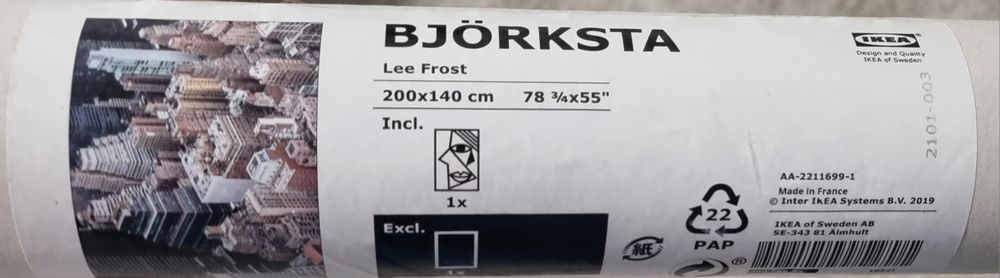 BJÖRKSTA
Lee Frost
200x140 cm 78 ¾x55"
Incl.
1x
Excl.
1x
IKEA
Design and Quality
IKEA of Sweden
2101-003
AA-2211699-1
Made in France
© Inter IKEA Systems B.V. 2019
22
PAP
紙
IKEA of Sweden AB
SE-343 81 Älmhult
®